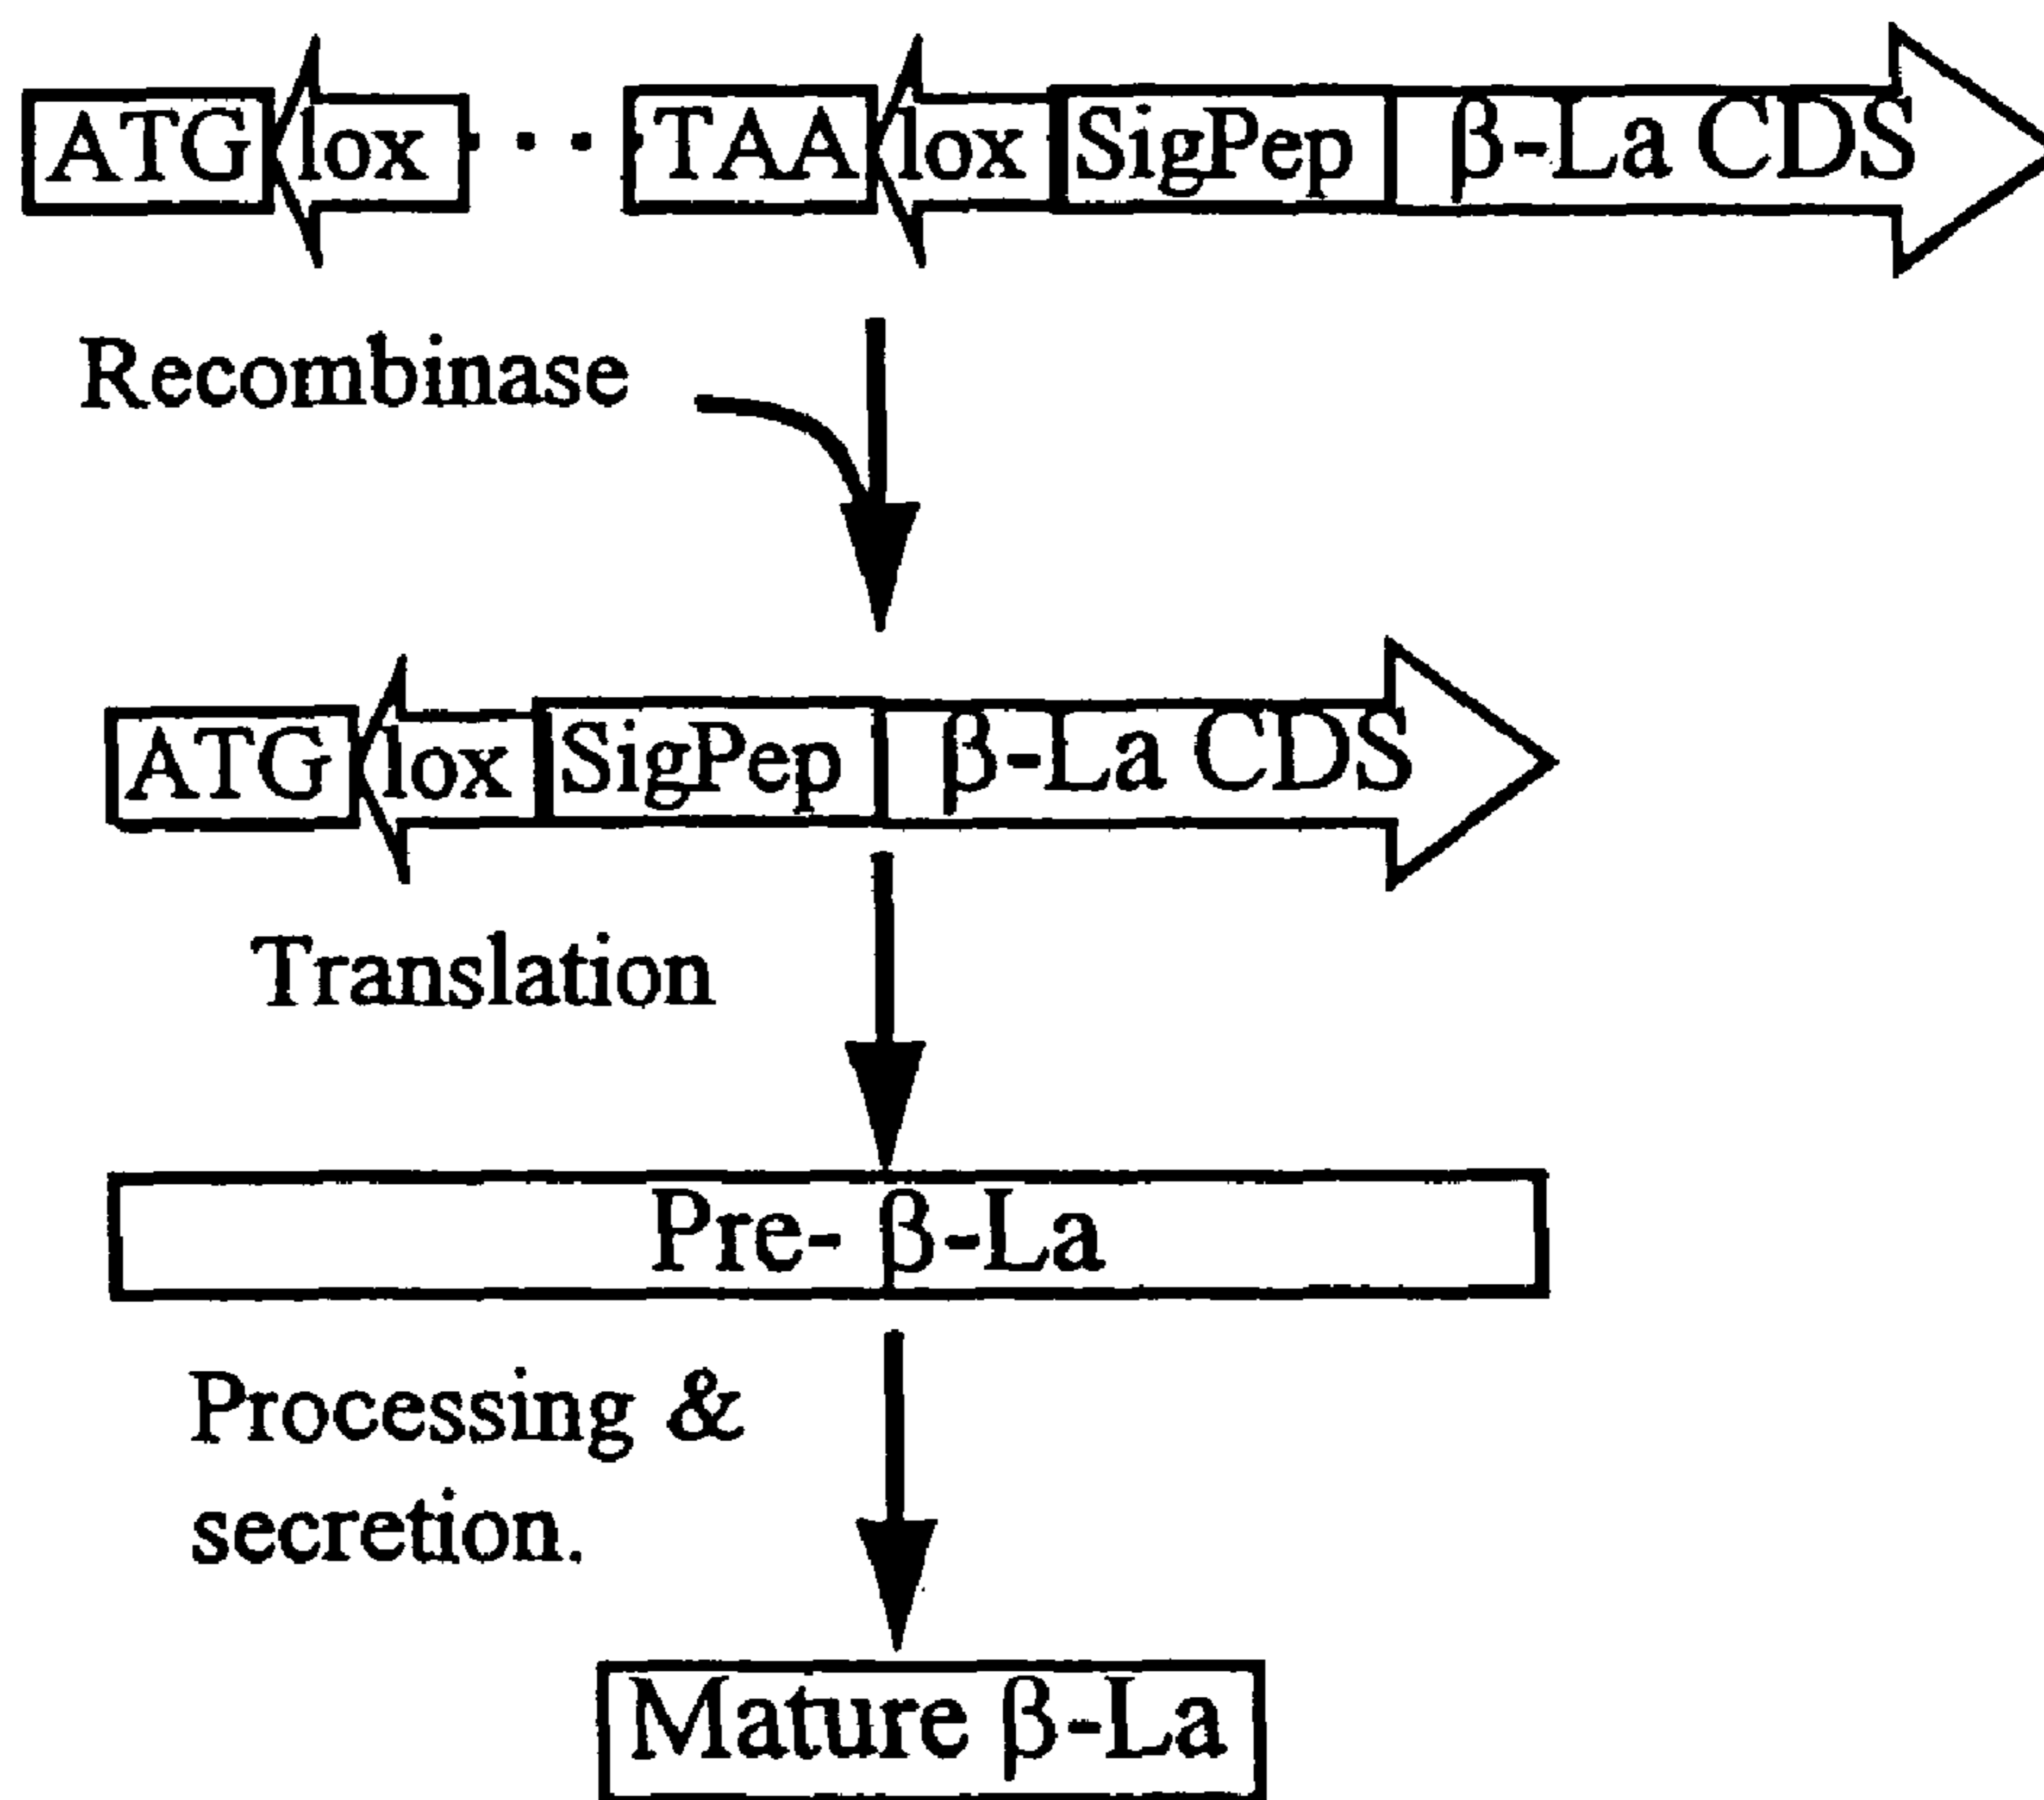 ATG lox · · · TAA lox SigPep β-La CDS
Recombinase
ATG lox SigPep β-La CDS
Translation
Pre- β-La
Processing &
secretion.
Mature β-La